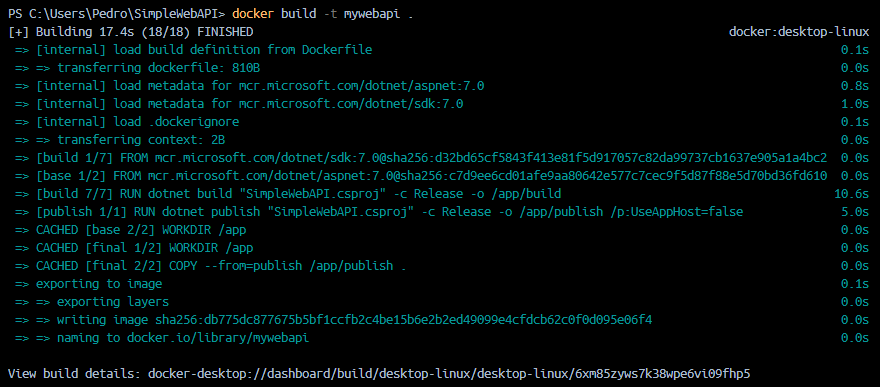 PS C:\Users\Pedro\SimpleWebAPI> docker build -t mywebapi .
[+] Building 17.4s (18/18) FINISHED docker:desktop-linux
=> [internal] load build definition from Dockerfile 0.1s
=> => transferring dockerfile: 810B 0.0s
=> [internal] load metadata for mcr.microsoft.com/dotnet/aspnet:7.0 0.8s
=> [internal] load metadata for mcr.microsoft.com/dotnet/sdk:7.0 1.0s
=> [internal] load .dockerignore 0.1s
=> => transferring context: 2B 0.0s
=> [build 1/7] FROM mcr.microsoft.com/dotnet/sdk:7.0@sha256:d32bd65cf5843f413e81f5d917057c82da99737cb1637e905a1a4bc2 0.0s
=> [base 1/2] FROM mcr.microsoft.com/dotnet/aspnet:7.0@sha256:c7d9ee6cd01afe9aa80642e577c7cec9f5d87f88e5d70bd36fd610 0.0s
=> [build 7/7] RUN dotnet build "SimpleWebAPI.csproj" -c Release -o /app/build 10.6s
=> [publish 1/1] RUN dotnet publish "SimpleWebAPI.csproj" -c Release -o /app/publish /p:UseAppHost=false 5.0s
=> CACHED [base 2/2] WORKDIR /app 0.0s
=> CACHED [final 1/2] WORKDIR /app 0.0s
=> CACHED [final 2/2] COPY --from=publish /app/publish . 0.0s
=> exporting to image 0.1s
=> => exporting layers 0.0s
=> => writing image sha256:db775dc877675b5bf1ccfb2c4be15b6e2b2ed49099e4cfdcb62c0f0d095e06f4 0.0s
=> => naming to docker.io/library/mywebapi 0.0s
View build details: docker-desktop://dashboard/build/desktop-linux/desktop-linux/6xm85zyws7k38wpe6vi09fhp5